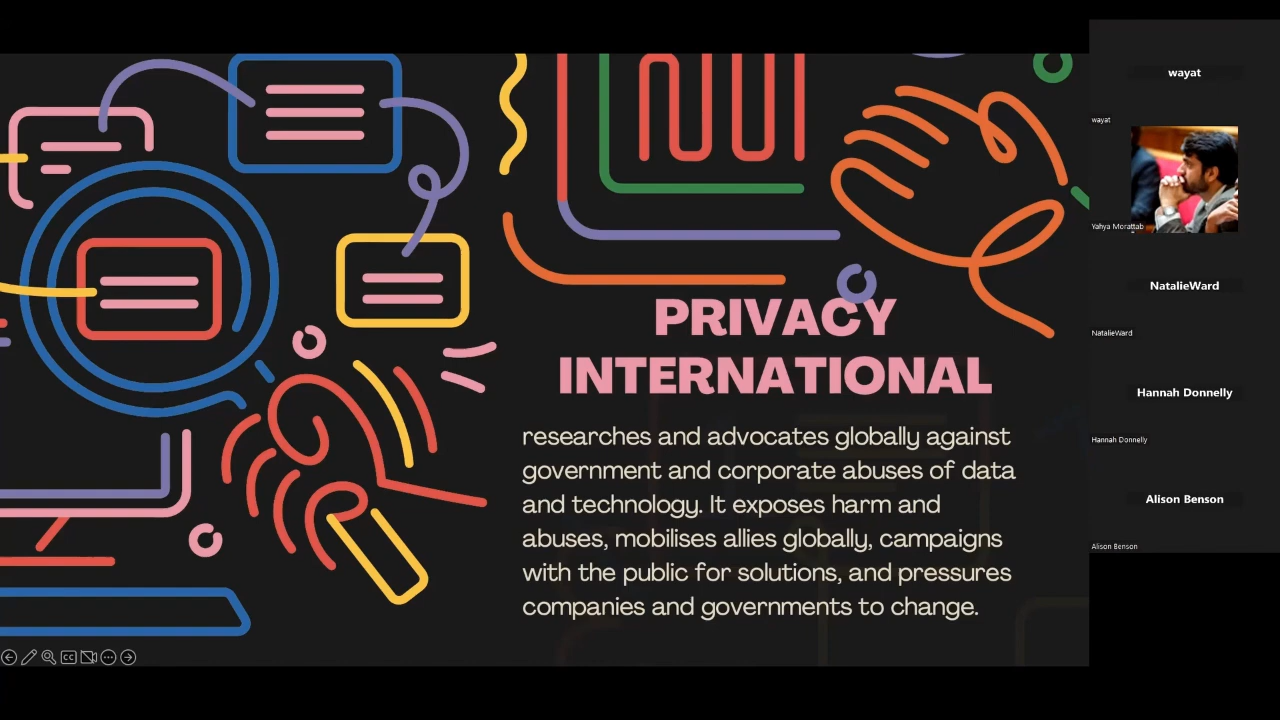 PRIVACY
INTERNATIONAL
researches and advocates globally against
government and corporate abuses of data
and technology. It exposes harm and
abuses, mobilises allies globally, campaigns
with the public for solutions, and pressures
companies and governments to change.
CC
wayat
wayat
Yahya Morattab
NatalieWard
NatalieWard
Hannah Donnelly
Hannah Donnelly
Alison Benson
Alison Benson